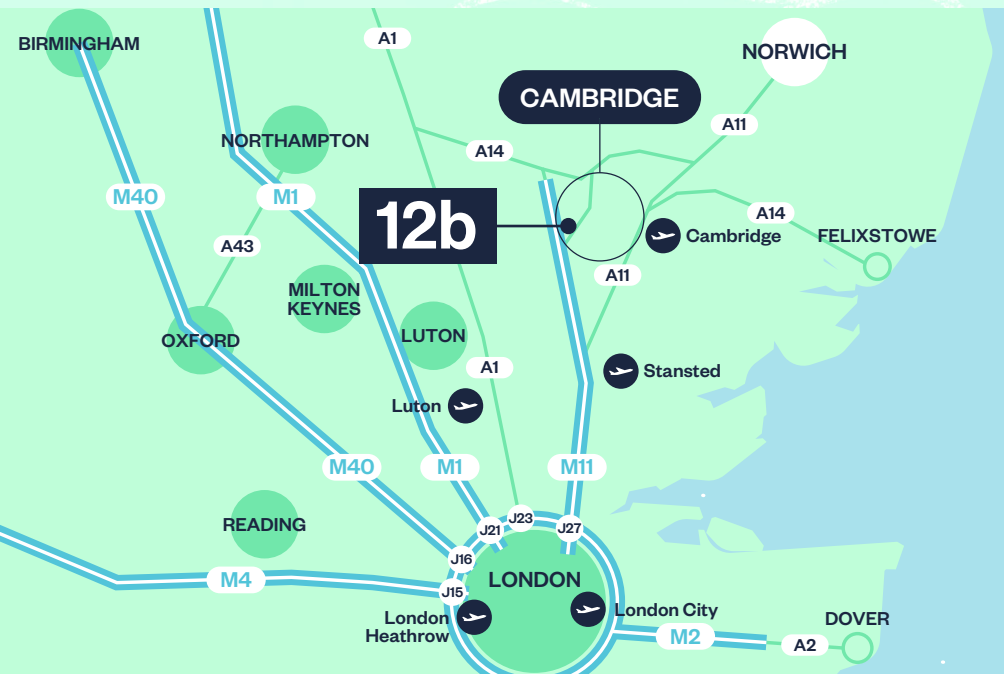 A1
BIRMINGHAM
NORWICH
CAMBRIDGE
A11
NORTHAMPTON
A14
M40
M1
12b
A14
Cambridge
FELIXSTOWE
A43
A11
MILTON
KEYNES
LUTON
OXFORD
A1
Stansted
Luton
M40
M1
M11
READING
J23
J21
J27
J16
LONDON
M4
J15
London
Heathrow
London City
DOVER
M2
A2